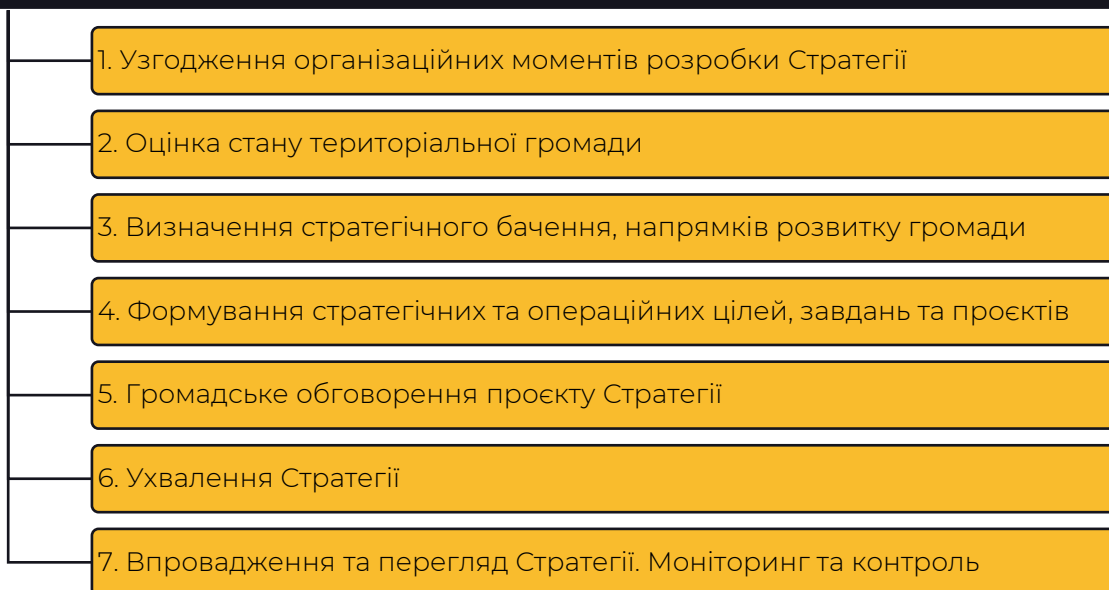 1. Узгодження організаційних моментів розробки Стратегії
2. Оцінка стану територіальної громади
3. Визначення стратегічного бачення, напрямків розвитку громади
4. Формування стратегічних та операційних цілей, завдань та проєктів
5. Громадське обговорення проєкту Стратегії
6. Ухвалення Стратегії
7. Впровадження та перегляд Стратегії. Моніторинг та контроль